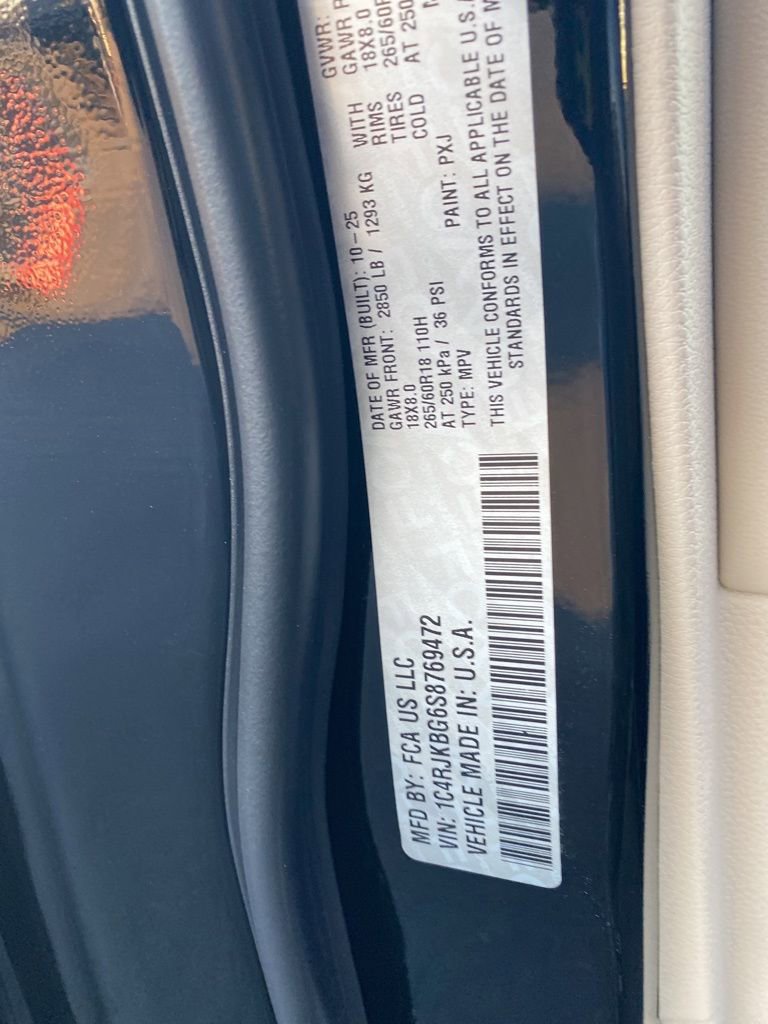 MFD BY: FCA US LLC
VIN: 1C4RJKBG6S8769472
VEHICLE MADE IN: U.S.A.
DATE OF MFR (BUILT): 10-25
GVWR:
GAWR FRONT: 2850 LB / 1293 KG WITH
GAWR
18X8.0 RIMS
18X8.0
265/60R18 110H TIRES
AT 250 kPa / 36 PSI COLD
AT 250
TYPE: MPV PAINT: PXJ
THIS VEHICLE CONFORMS TO ALL APPLICABLE U.S.A.
STANDARDS IN EFFECT ON THE DATE OF